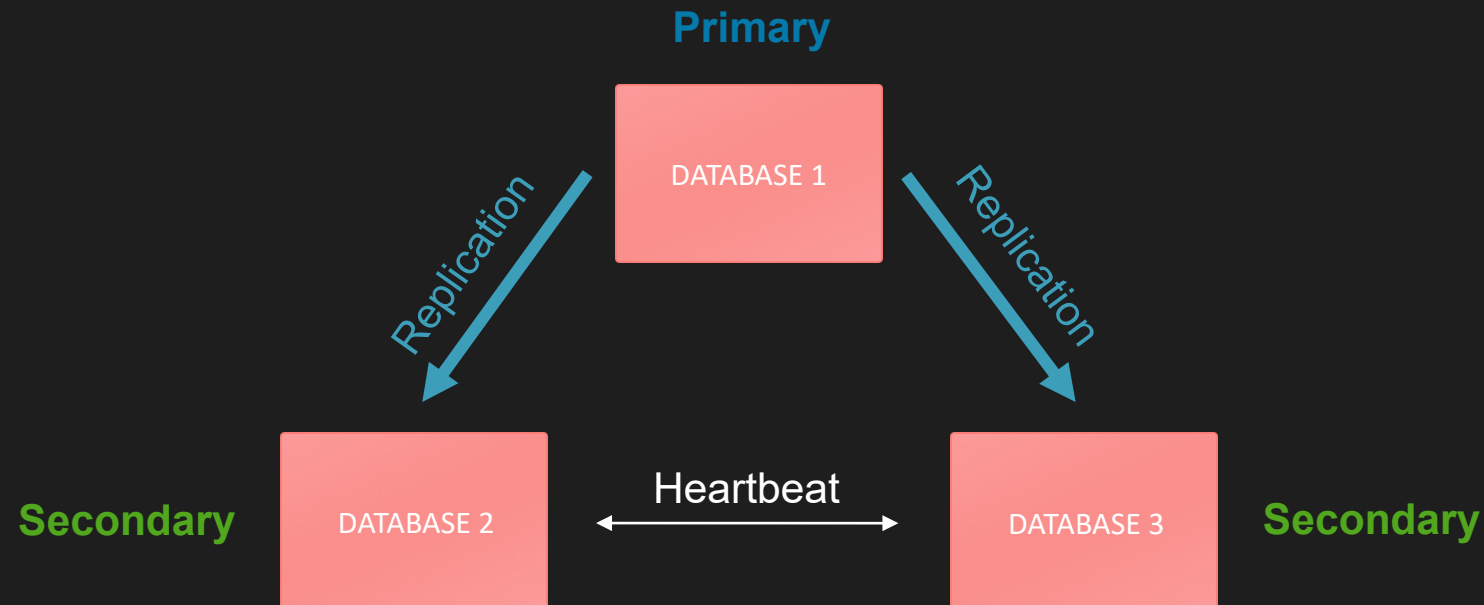 Primary
DATABASE 1
Replication
Replication
Heartbeat
Secondary
DATABASE 2
DATABASE 3
Secondary